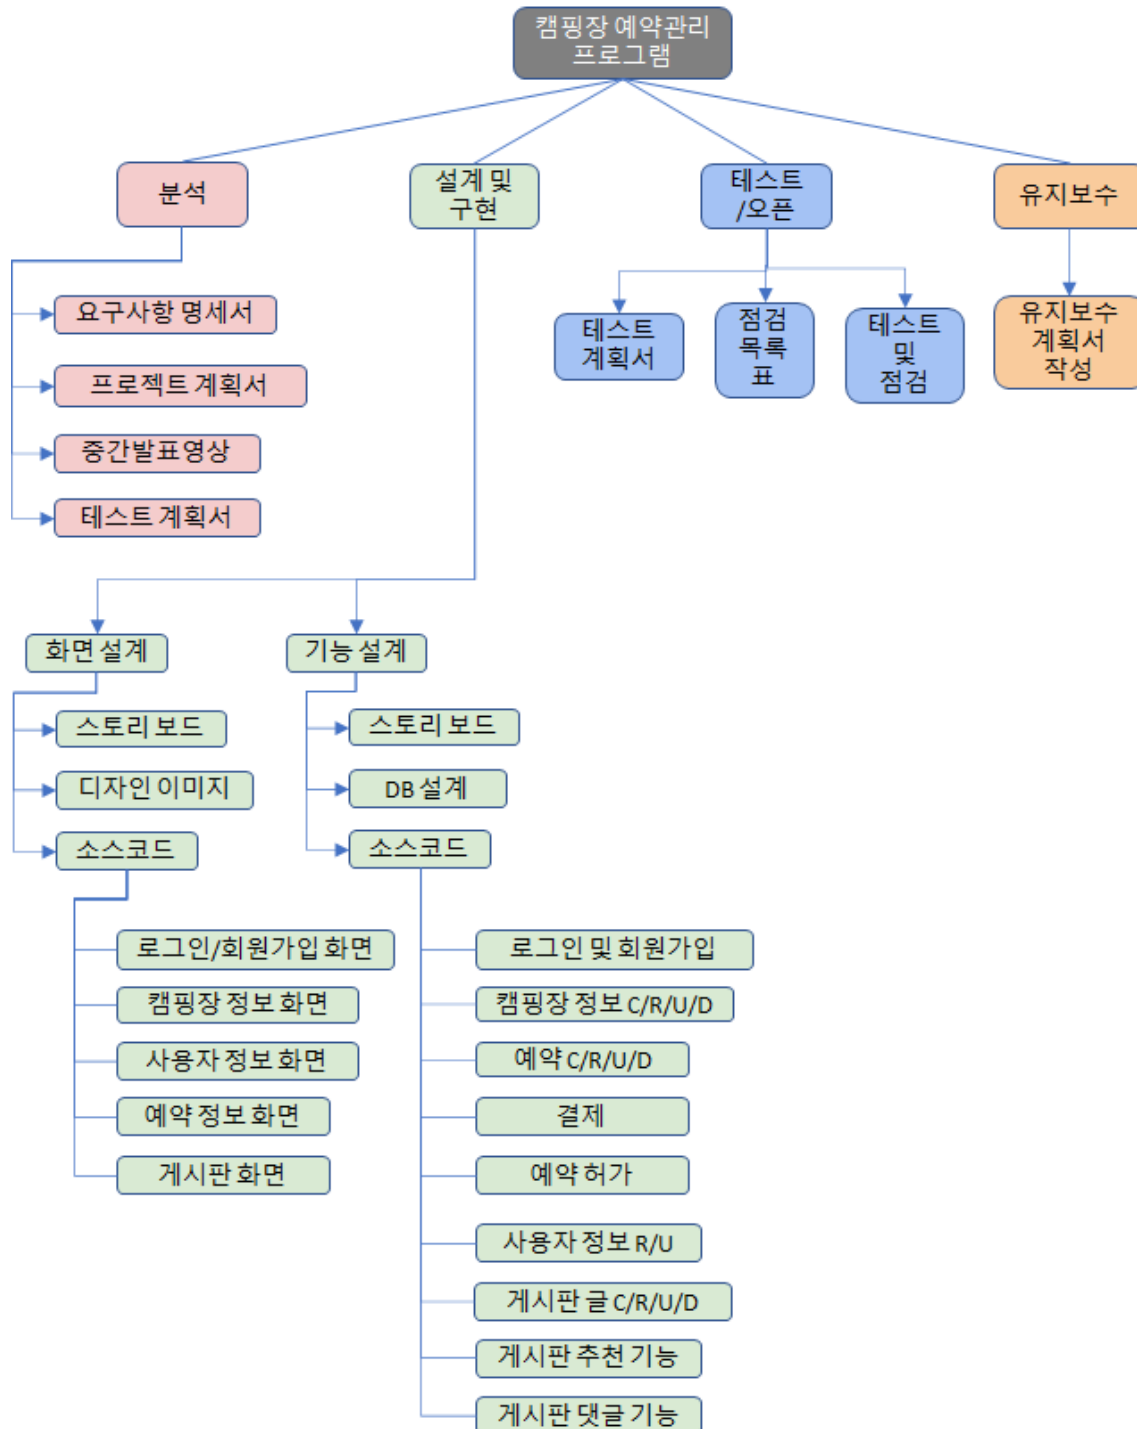 캠핑장 예약관리
프로그램
분석
설계 및
구현
테스트
/오픈
유지보수
요구사항 명세서
프로젝트 계획서
중간발표영상
테스트 계획서
테스트
계획서
점검
목록
표
테스트
및
점검
유지보수
계획서
작성
화면 설계
스토리 보드
디자인 이미지
소스코드
로그인/회원가입 화면
캠핑장 정보 화면
사용자 정보 화면
예약 정보 화면
게시판 화면
기능 설계
스토리 보드
DB 설계
소스코드
로그인 및 회원가입
캠핑장 정보 C/R/U/D
예약 C/R/U/D
결제
예약 허가
사용자 정보 R/U
게시판 글 C/R/U/D
게시판 추천 기능
게시판 댓글 기능